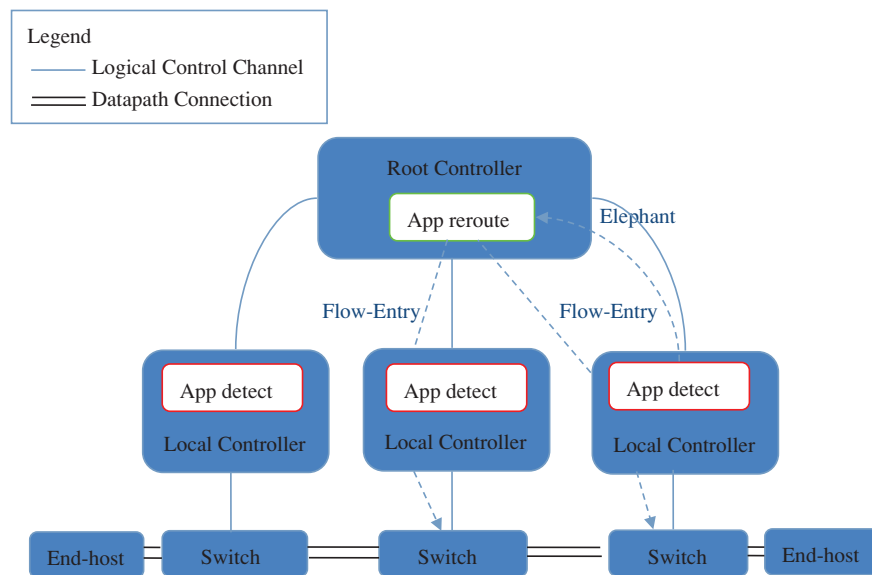 Legend
Logical Control Channel
Datapath Connection
Root Controller
App reroute
Elephant
Flow-Entry
Flow-Entry
App detect
App detect
App detect
Local Controller
Local Controller
Local Controller
End-host
Switch
Switch
Switch
End-host